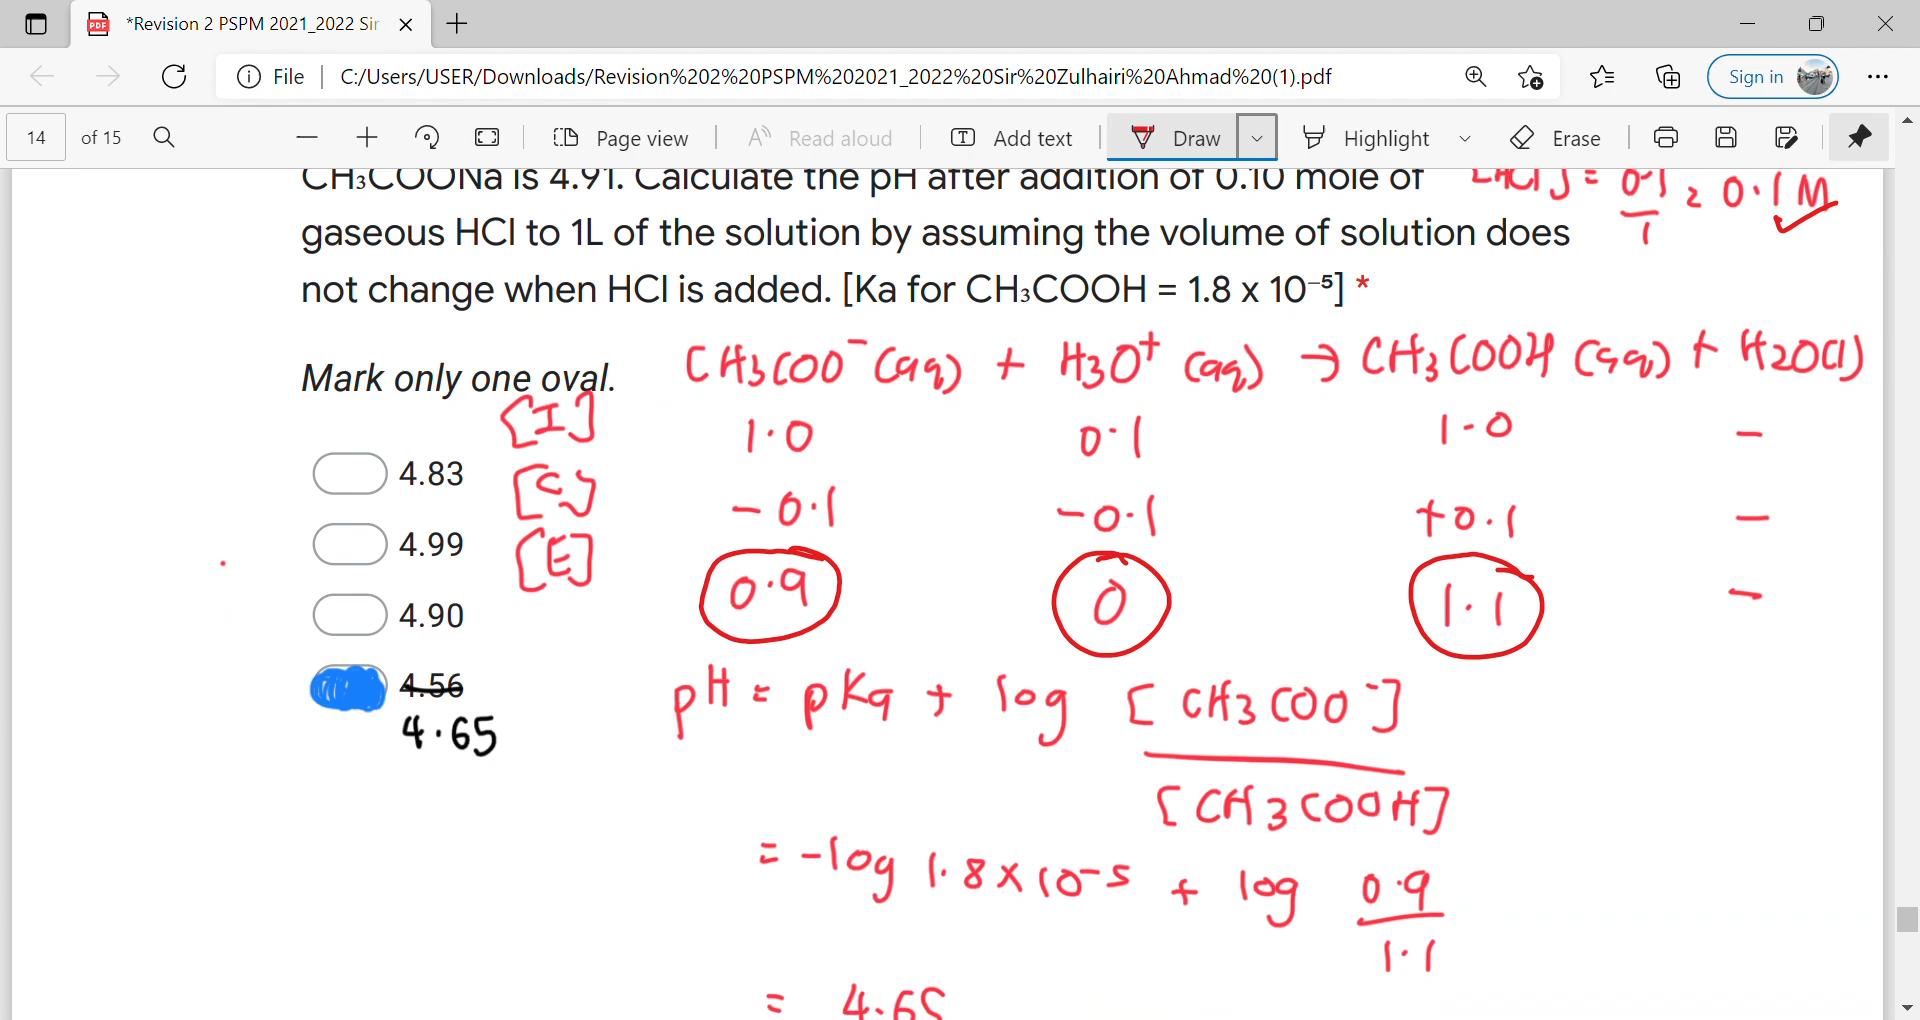 *Revision 2 PSPM 2021_2022 Sir
File
C:/Users/USER/Downloads/Revision%202%20PSPM%202021_2022%20Sir%20Zulhairi%20Ahmad%20(1).pdf
Sign in
14 of 15
Page view
Read aloud
Add text
Draw
Highlight
Erase
CH₃COONa is 4.91. Calculate the pH after addition of 0.10 mole of
gaseous HCl to 1L of the solution by assuming the volume of solution does
not change when HCl is added. [Ka for CH₃COOH = 1.8 x 10⁻⁵] *
[HCl] = 0.1 / 1 = 0.1 M
Mark only one oval.
CH3COO⁻ (aq) + H3O⁺ (aq) → CH3COOH (aq) + H2O(l)
[I] 1.0 0.1 1.0 -
[C] -0.1 -0.1 +0.1 -
[E] 0.9 0 1.1 -
4.83
4.99
4.90
4.56
4.65
pH = pKa + log [CH3COO⁻] / [CH3COOH]
= -log 1.8 x 10⁻⁵ + log 0.9 / 1.1
= 4.65